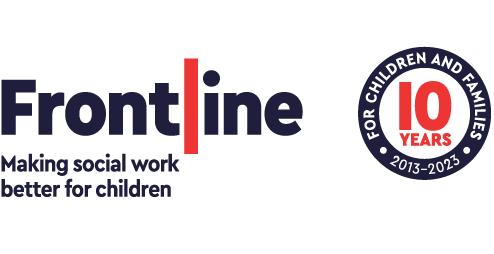 Frontline
Making social work
better for children
FOR CHILDREN AND FAMILIES
10
YEARS
• 2013–2023 •